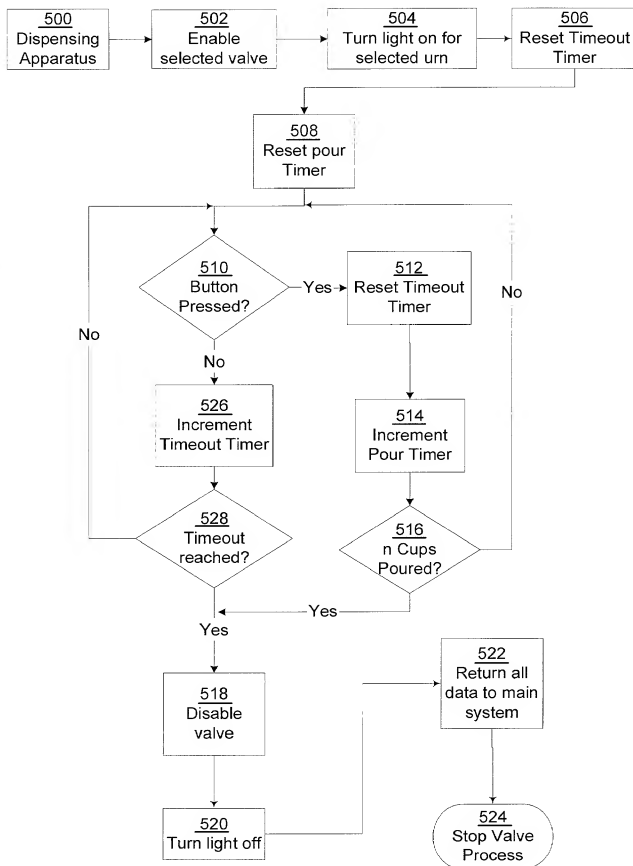 500
Dispensing
Apparatus
502
Enable
selected valve
504
Turn light on for
selected urn
506
Reset Timeout
Timer
508
Reset pour
Timer
510
Button
Pressed?
Yes
512
Reset Timeout
Timer
No
No
No
526
Increment
Timeout Timer
514
Increment
Pour Timer
528
Timeout
reached?
516
n Cups
Poured?
Yes
Yes
518
Disable
valve
522
Return all
data to main
system
520
Turn light off
524
Stop Valve
Process